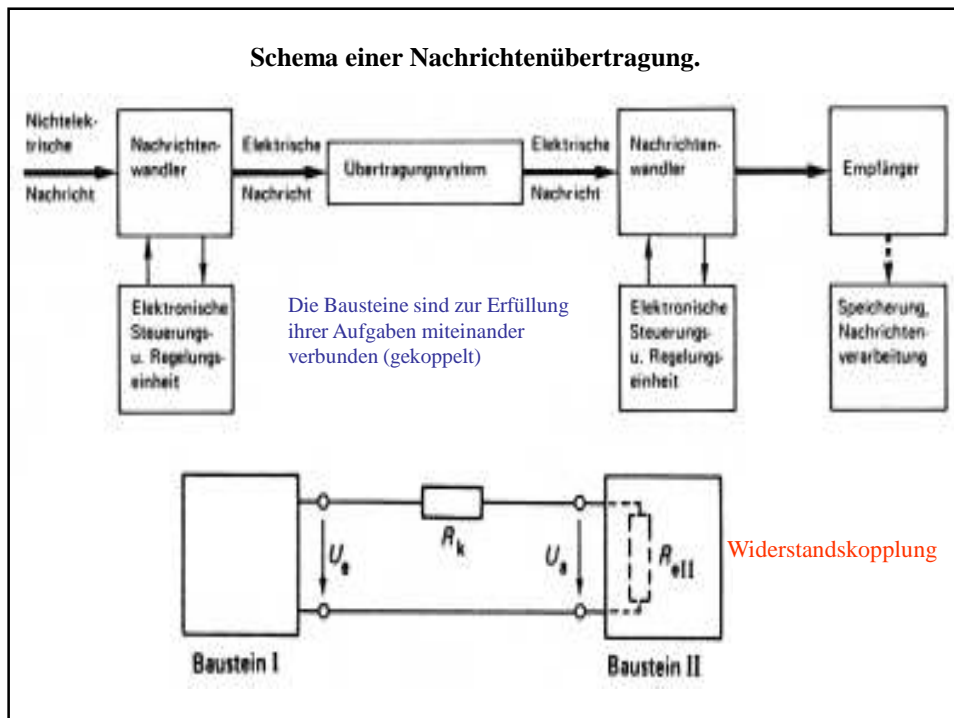 Schema einer Nachrichtenübertragung.
Nichtelek-
trische
Nachricht
Nachrichten-
wandler
Elektrische
Nachricht
Übertragungssystem
Elektrische
Nachricht
Nachrichten-
wandler
Empfänger
Elektronische
Steuerungs-
u. Regelungs-
einheit
Die Bausteine sind zur Erfüllung
ihrer Aufgaben miteinander
verbunden (gekoppelt)
Elektronische
Steuerungs-
u. Regelungs-
einheit
Speicherung,
Nachrichten-
verarbeitung
Ue
Rk
Ua
ReII
Widerstandskopplung
Baustein I
Baustein II